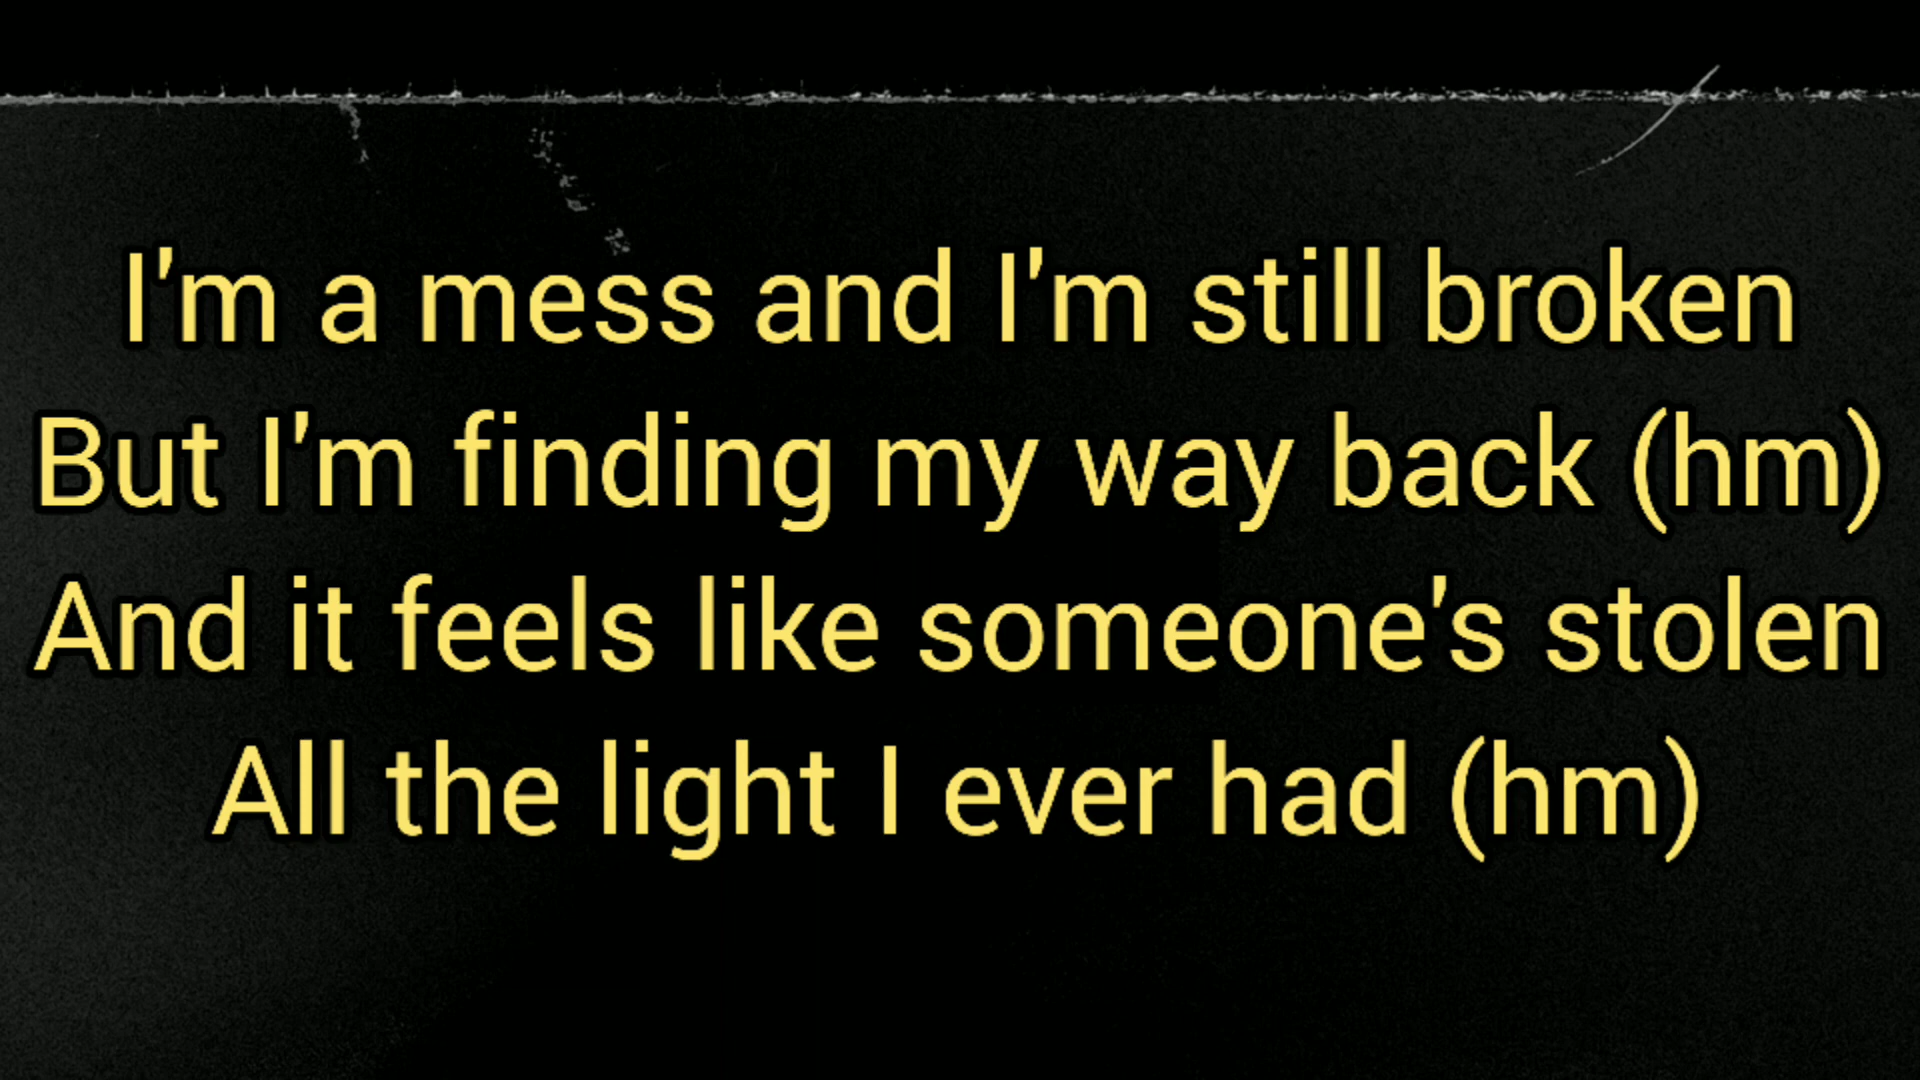 I'm a mess and I'm still broken
But I'm finding my way back (hm)
And it feels like someone's stolen
All the light I ever had (hm)